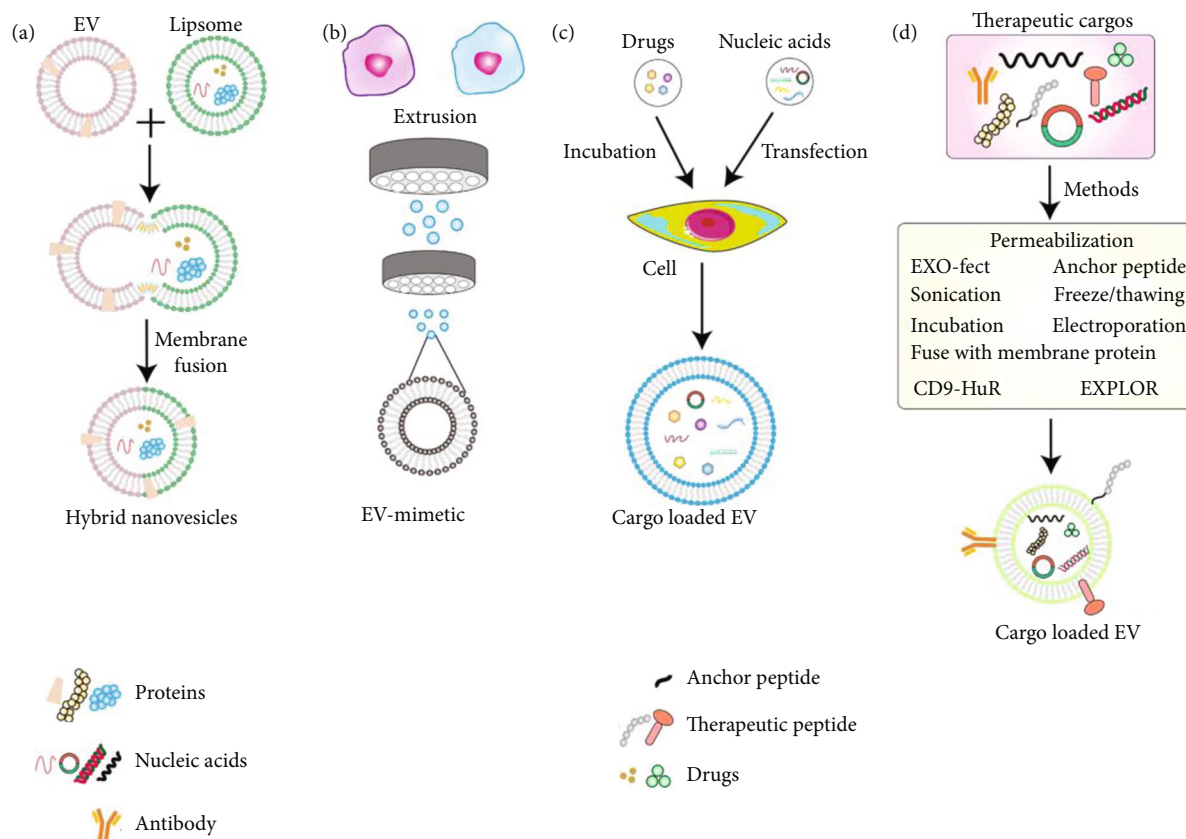 (a)
EV
Lipsome
Membrane
fusion
Hybrid nanovesicles
(b)
Extrusion
EV-mimetic
(c)
Drugs
Nucleic acids
Incubation
Transfection
Cell
Cargo loaded EV
(d)
Therapeutic cargos
Methods
Permeabilization
EXO-fect
Anchor peptide
Sonication
Freeze/thawing
Incubation
Electroporation
Fuse with membrane protein
CD9-HuR
EXPLOR
Cargo loaded EV
Proteins
Nucleic acids
Antibody
Anchor peptide
Therapeutic peptide
Drugs